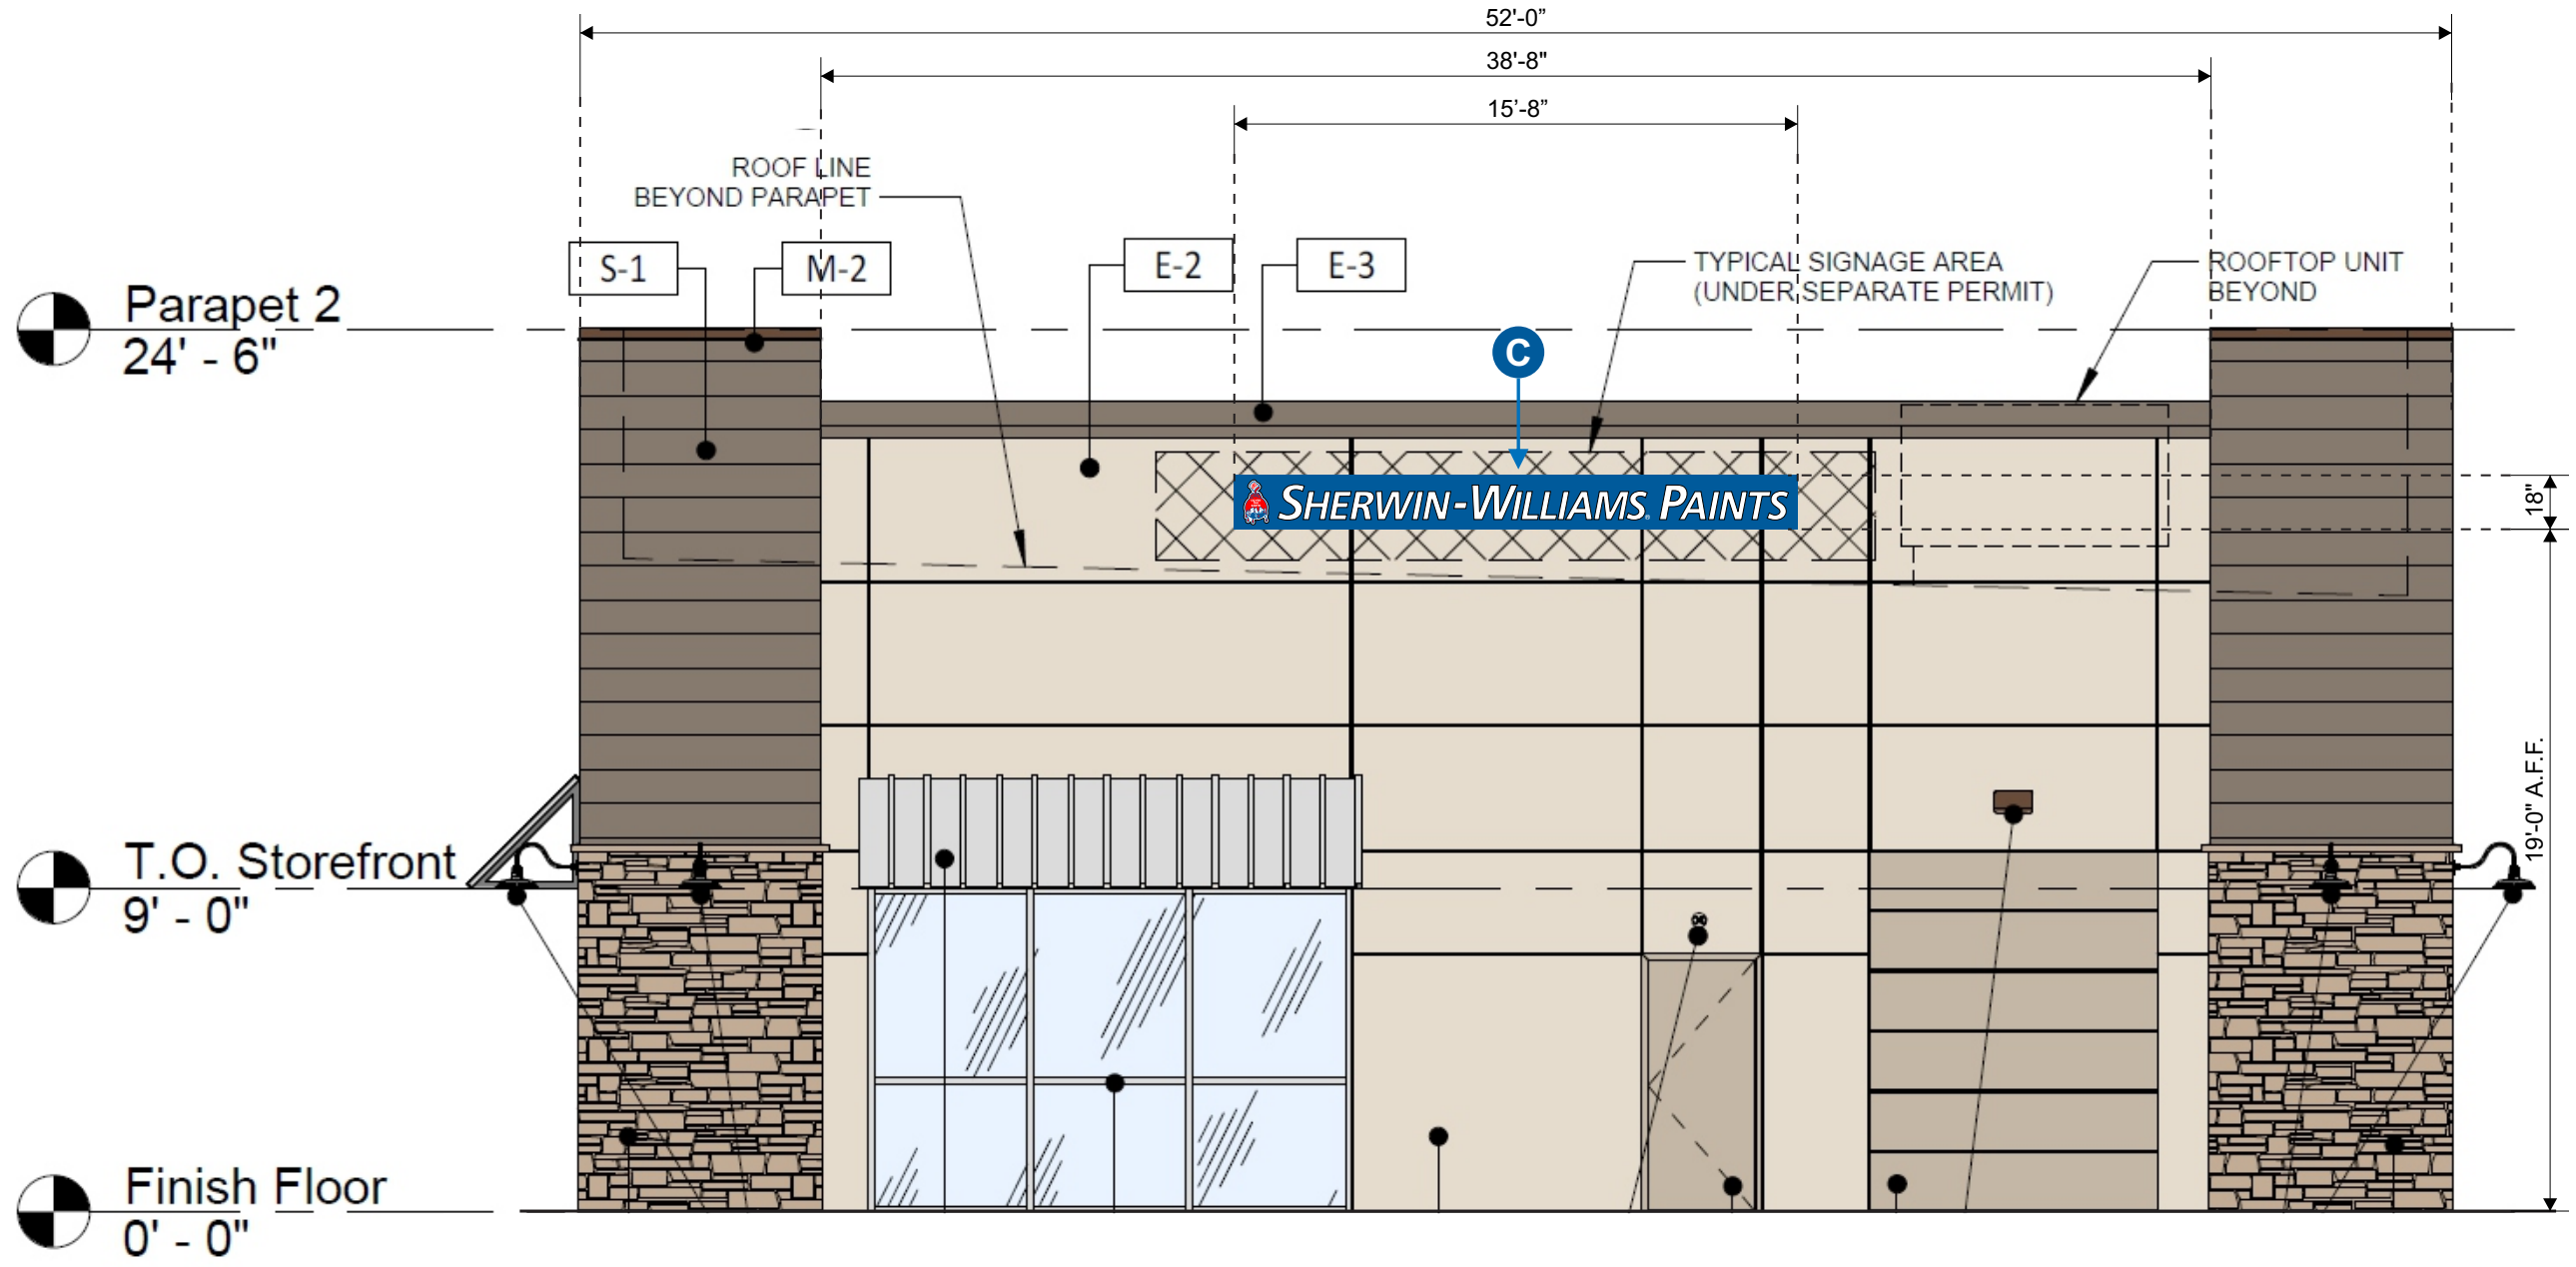 52'-0”
38'-8"
15'-8”
ROOF LINE
BEYOND PARAPET
S-1
M-2
E-2
E-3
TYPICAL SIGNAGE AREA
(UNDER SEPARATE PERMIT)
ROOFTOP UNIT
BEYOND
Parapet 2
24' - 6"
C
SHERWIN-WILLIAMS. PAINTS
18"
19'-0" A.F.F.
T.O. Storefront
9' - 0"
Finish Floor
0' - 0"